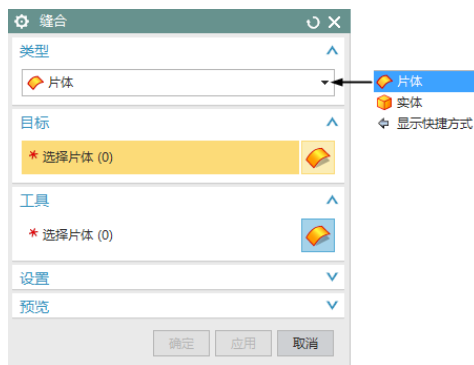 缝合
类型
片体
目标
* 选择片体 (0)
工具
* 选择片体 (0)
设置
预览
确定 应用 取消
片体
实体
显示快捷方式